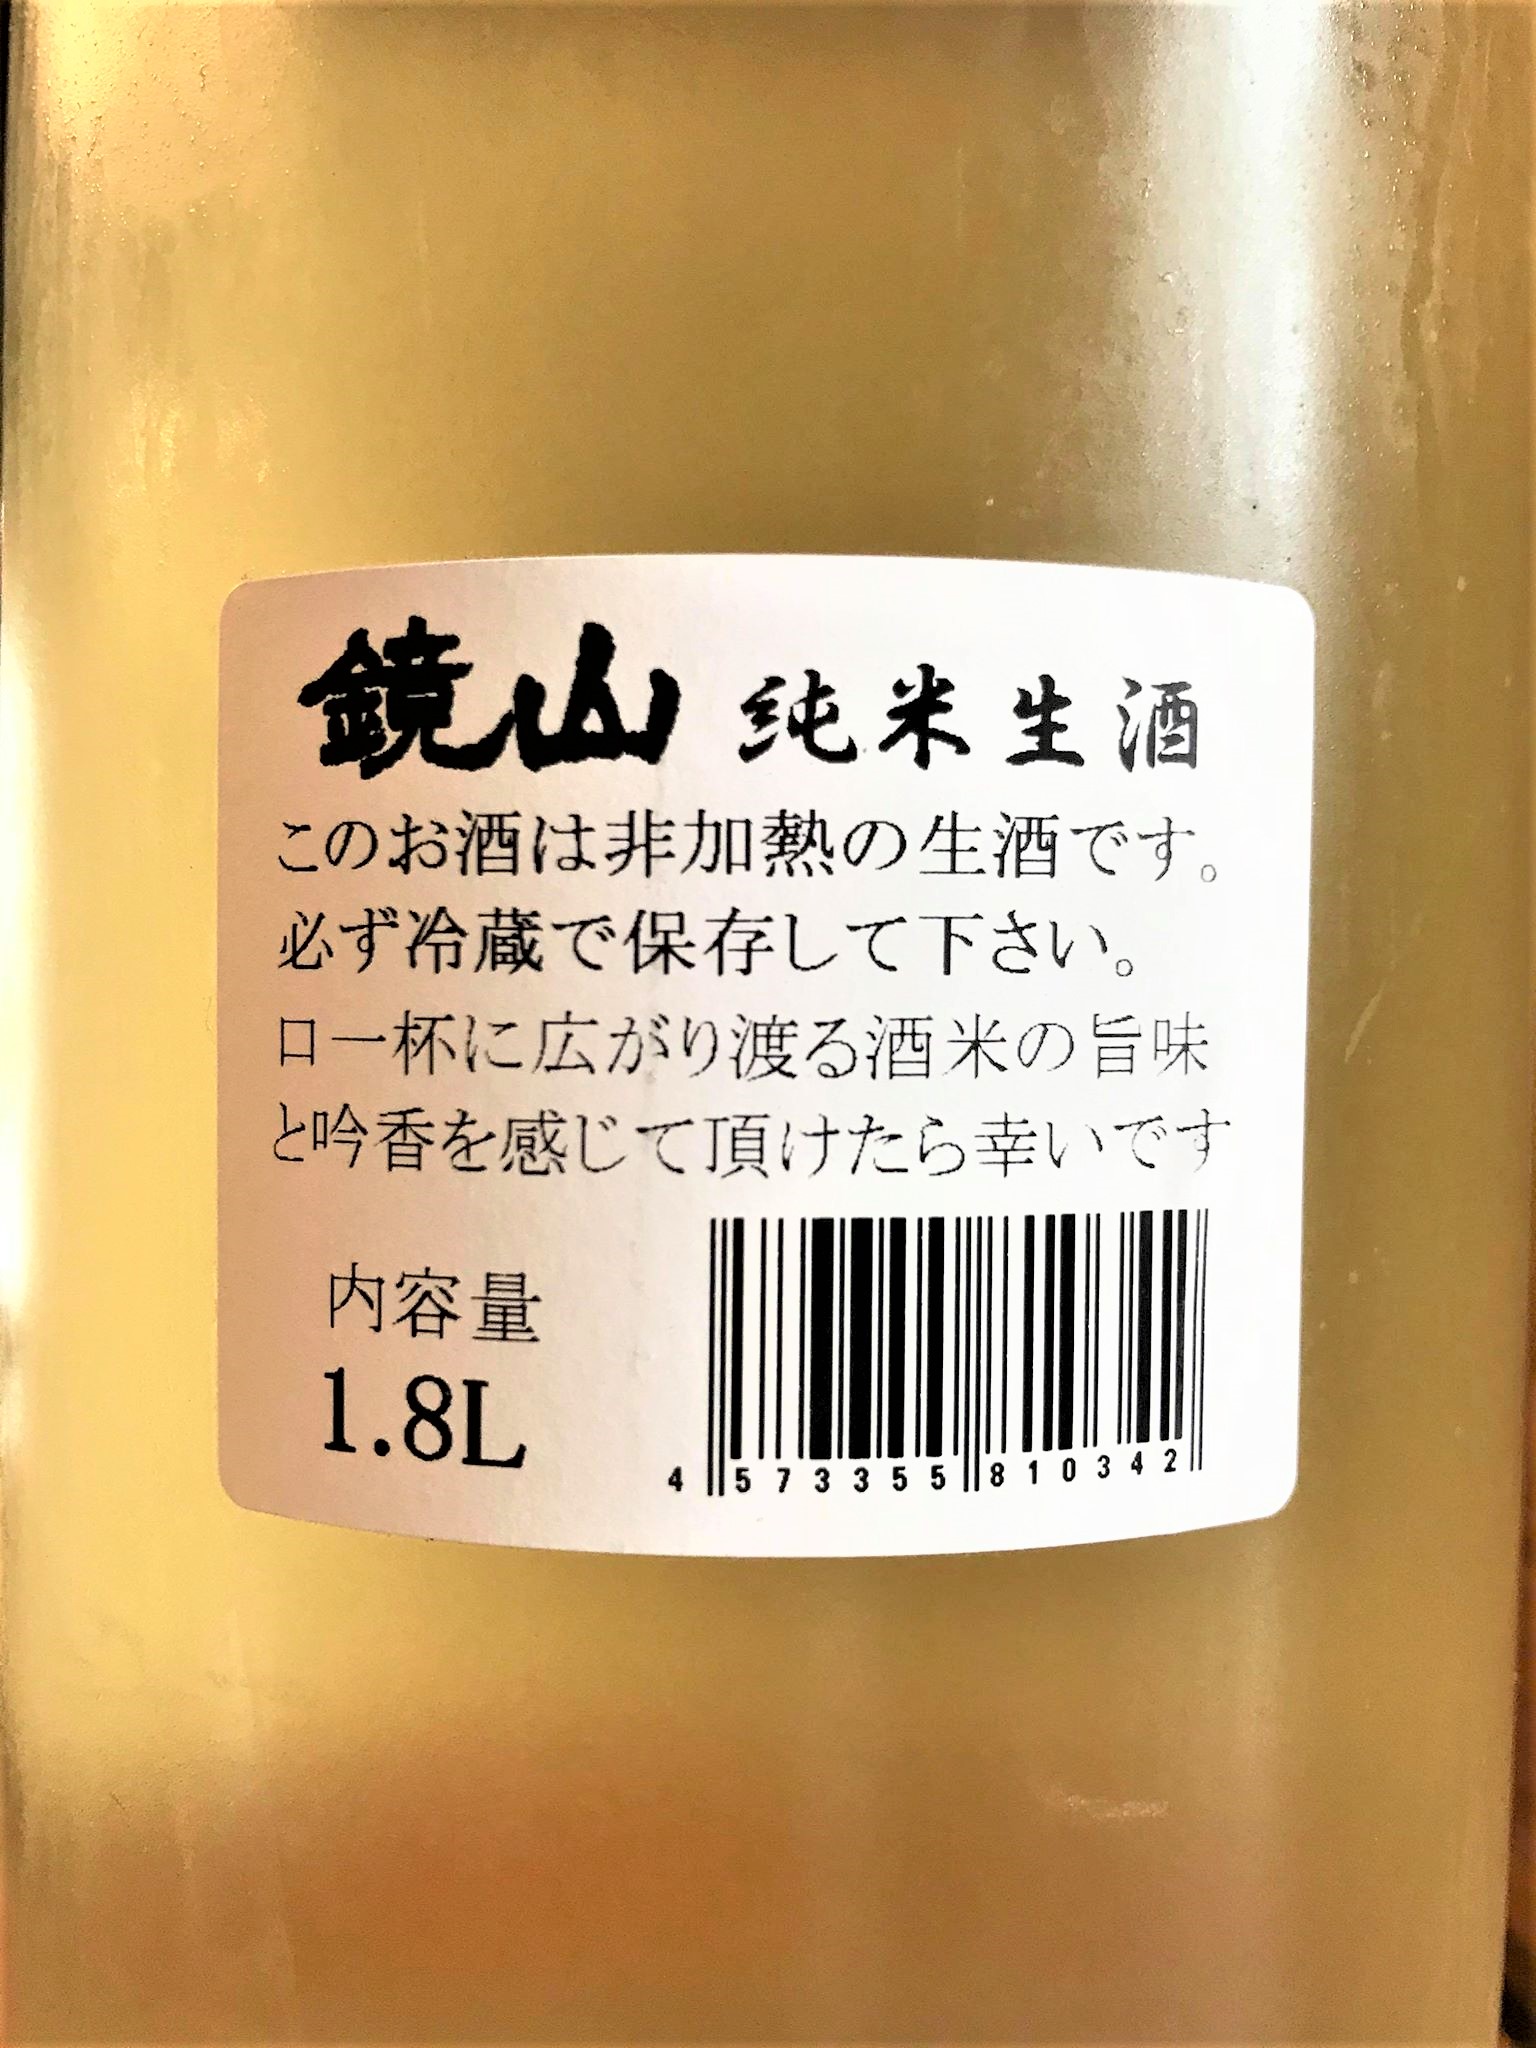 鏡山 純米生酒
このお酒は非加熱の生酒です。
必ず冷蔵で保存して下さい。
口一杯に広がり渡る酒米の旨味
と吟香を感じて頂けたら幸いです
内容量
1.8L
4 573355 810342